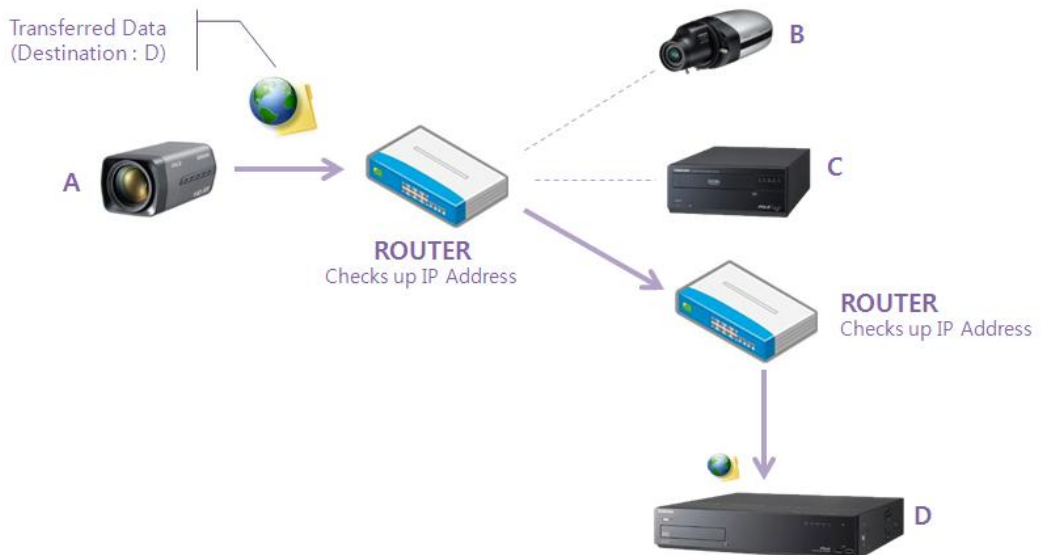 Transferred Data
(Destination : D)
B
A
C
ROUTER
Checks up IP Address
ROUTER
Checks up IP Address
D